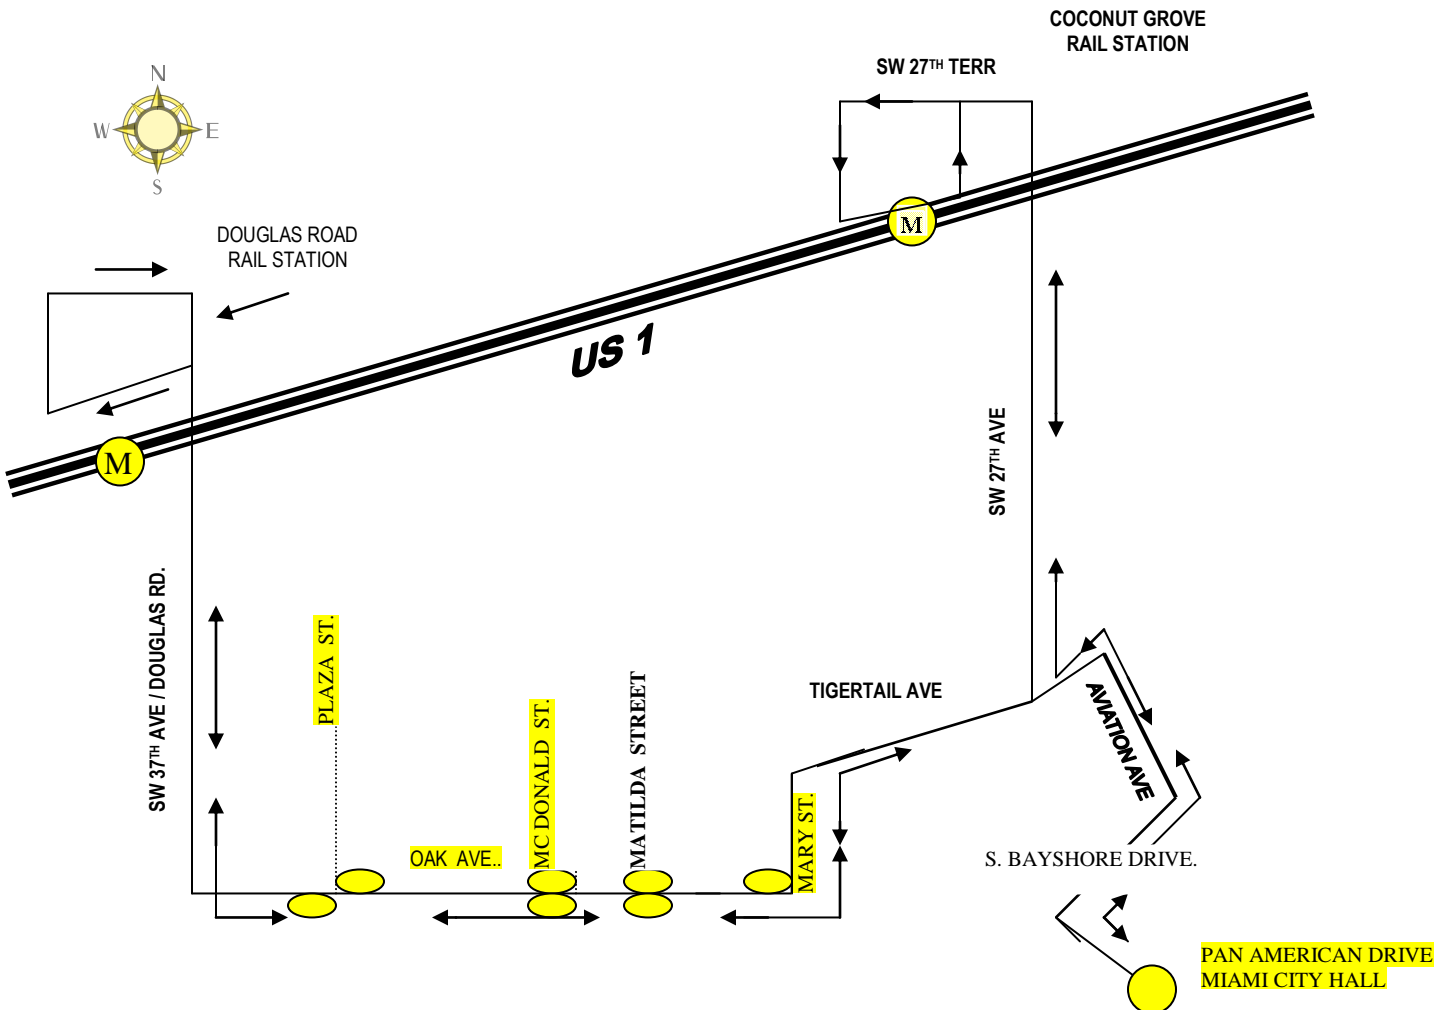 COCONUT GROVE
RAIL STATION
SW 27TH TERR
N
W E
S
DOUGLAS ROAD
RAIL STATION
M
US 1
M
SW 27TH AVE
SW 37TH AVE / DOUGLAS RD.
PLAZA ST.
MC DONALD ST.
MATILDA STREET
TIGERTAIL AVE
AVIATION AVE
MARY ST.
OAK AVE..
S. BAYSHORE DRIVE.
PAN AMERICAN DRIVE
MIAMI CITY HALL